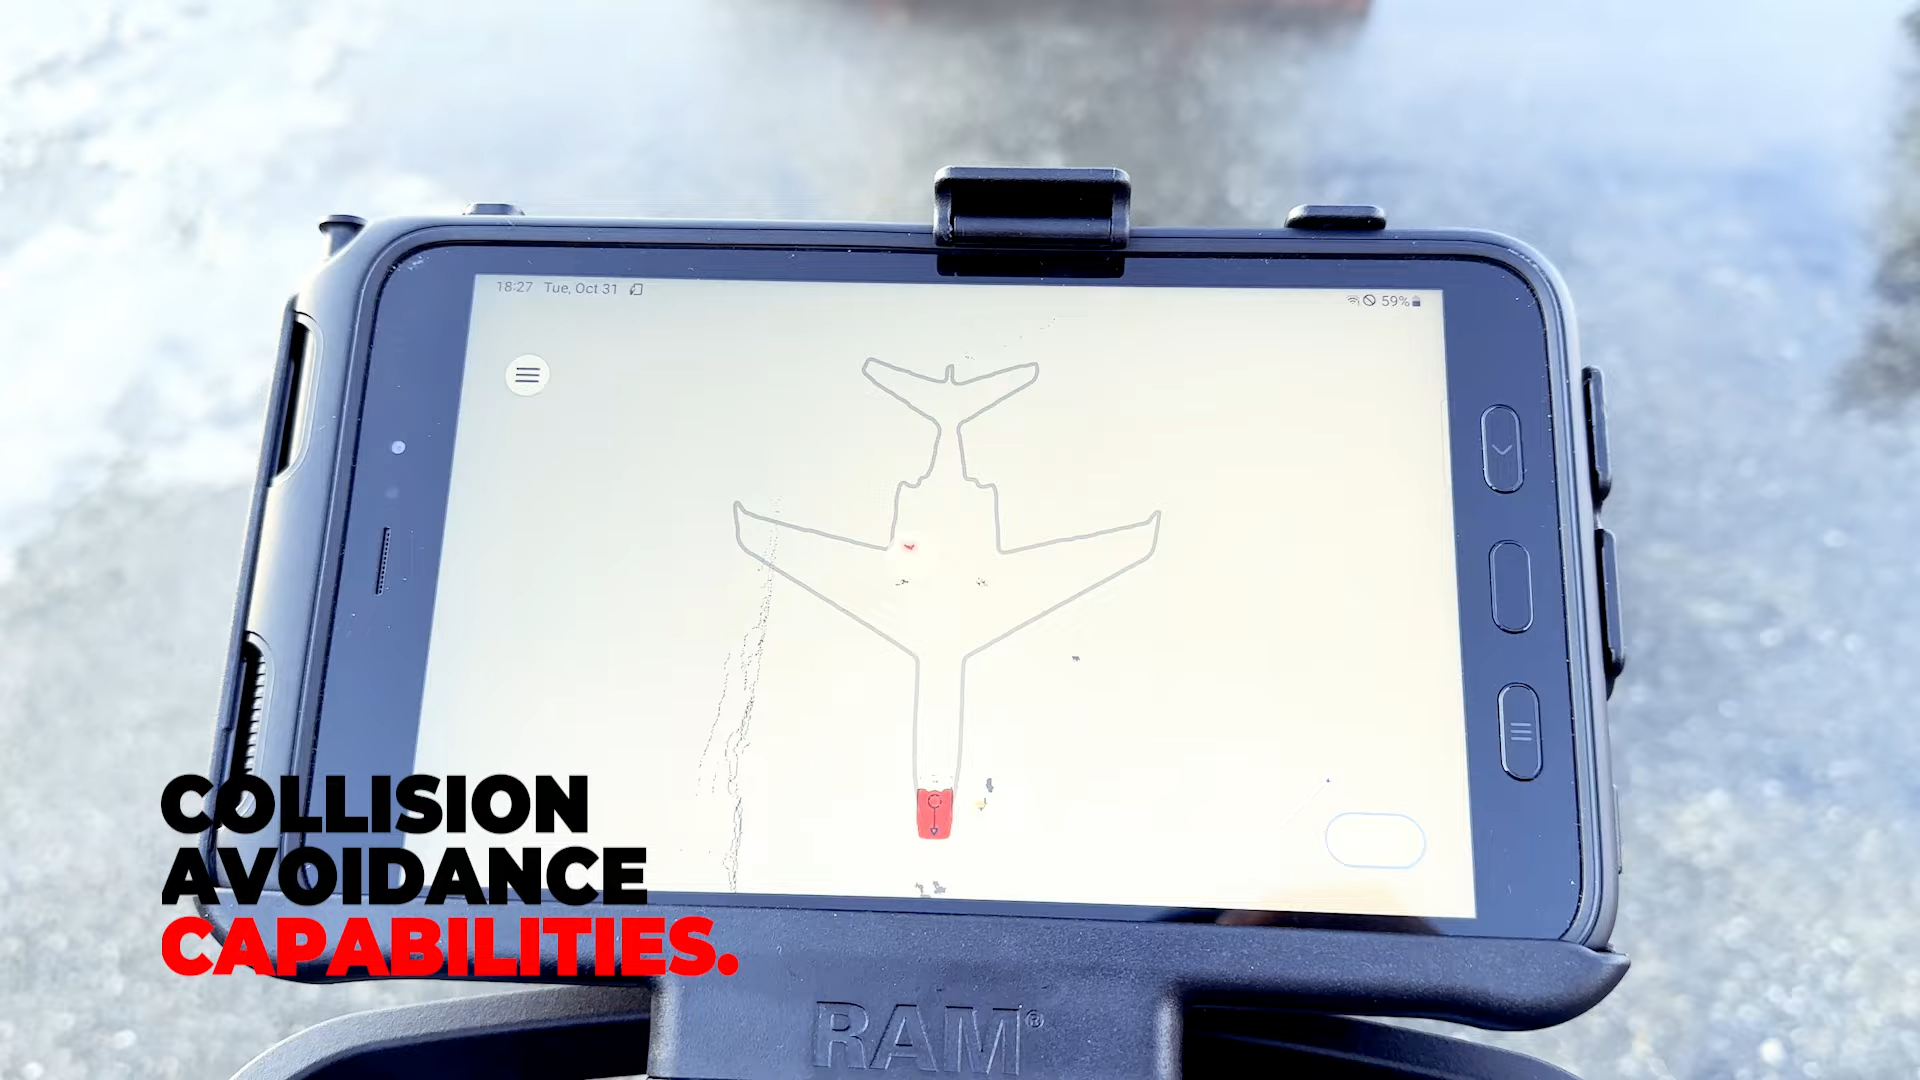 18:27 Tue, Oct 31
59%
COLLISION
AVOIDANCE
CAPABILITIES.
RAM®